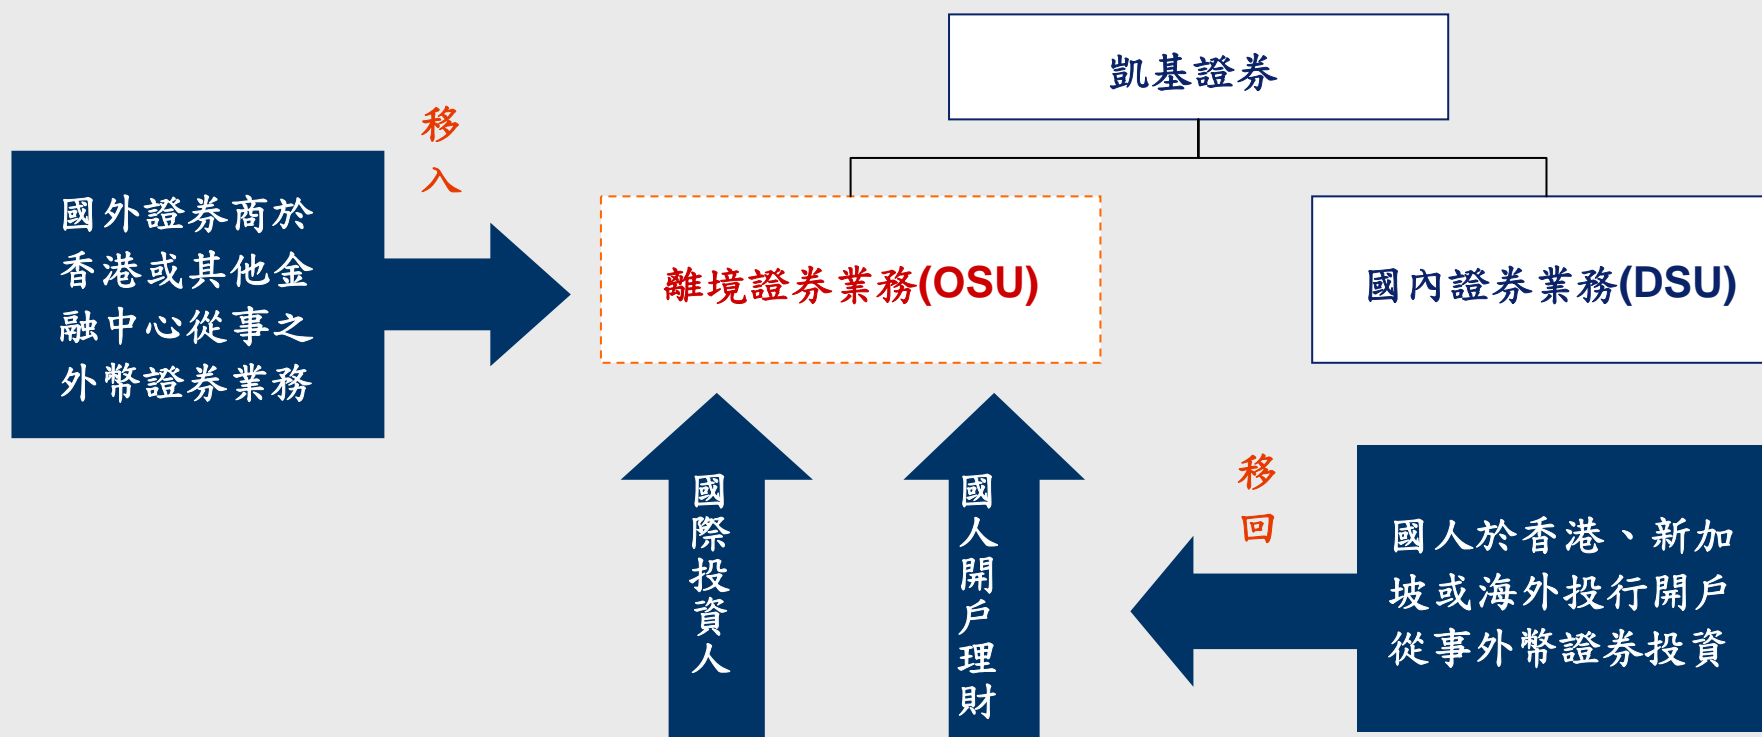 凱基證券
移
入
國外證券商於
香港或其他金
融中心從事之
外幣證券業務
離境證券業務(OSU)
國內證券業務(DSU)
國際投資人
國人開戶理財
移
回
國人於香港、新加
坡或海外投行開戶
從事外幣證券投資